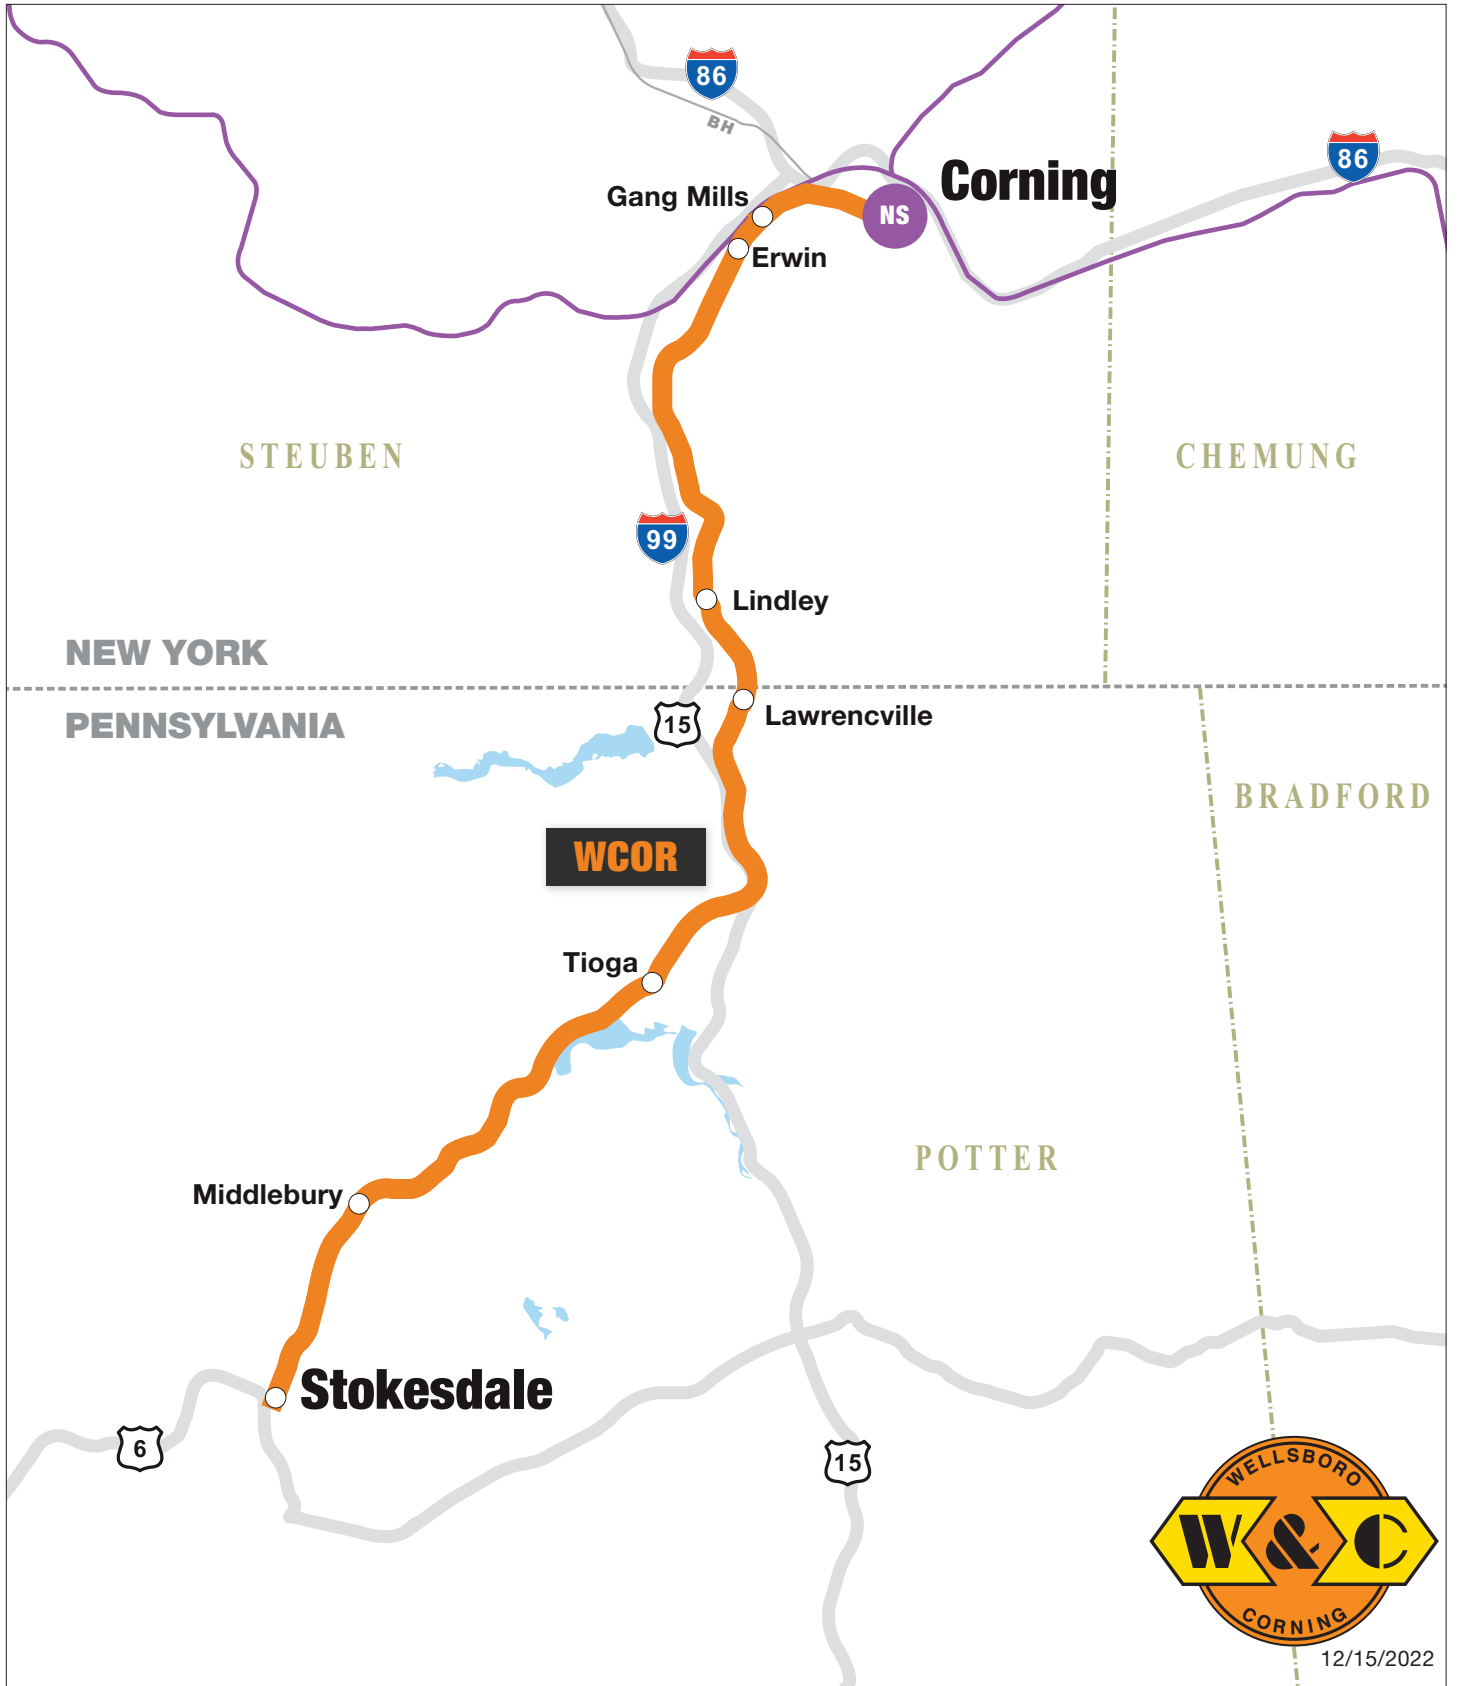 86
BH
Corning
86
Gang Mills
NS
Erwin
STEUBEN
CHEMUNG
99
Lindley
NEW YORK
PENNSYLVANIA
15
Lawrencville
BRADFORD
WCOR
Tioga
POTTER
Middlebury
Stokesdale
6
15
WELLSBORO
W & C
CORNING
12/15/2022